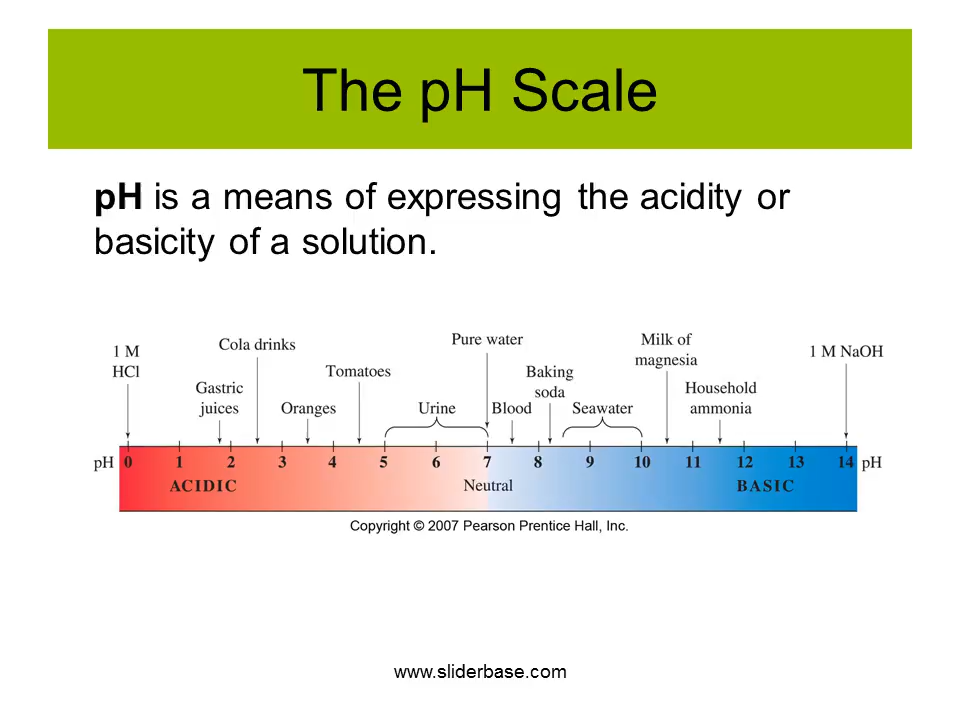 The pH Scale
pH is a means of expressing the acidity or
basicity of a solution.
1 M
HCl
Gastric
juices
Cola drinks
Oranges
Tomatoes
Urine
Pure water
Blood
Baking
soda
Seawater
Milk of
magnesia
Household
ammonia
1 M NaOH
pH 0 1 2 3 4 5 6 7 8 9 10 11 12 13 14 pH
ACIDIC Neutral BASIC
Copyright © 2007 Pearson Prentice Hall, Inc.
www.sliderbase.com